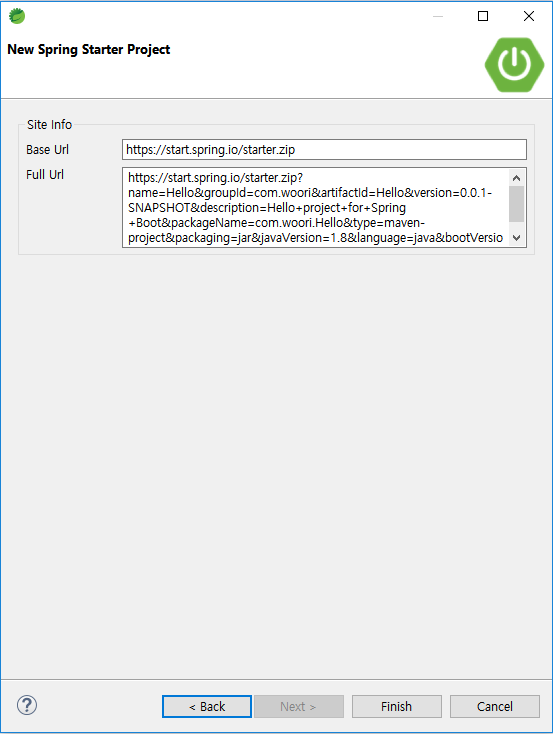 New Spring Starter Project
Site Info
Base Url
https://start.spring.io/starter.zip
Full Url
https://start.spring.io/starter.zip?
name=Hello&groupId=com.woori&artifactId=Hello&version=0.0.1-
SNAPSHOT&description=Hello+project+for+Spring
+Boot&packageName=com.woori.Hello&type=maven-
project&packaging=jar&javaVersion=1.8&language=java&bootVersio
?
< Back
Next >
Finish
Cancel